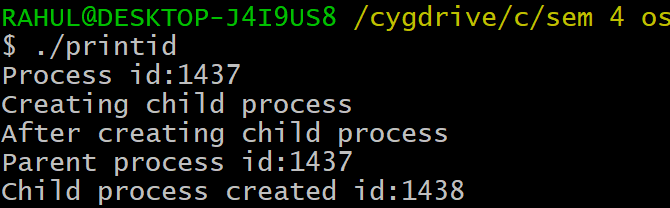 RAHUL@DESKTOP-J4I9US8 /cygdrive/c/sem 4 os
$ ./printid
Process id:1437
Creating child process
After creating child process
Parent process id:1437
Child process created id:1438